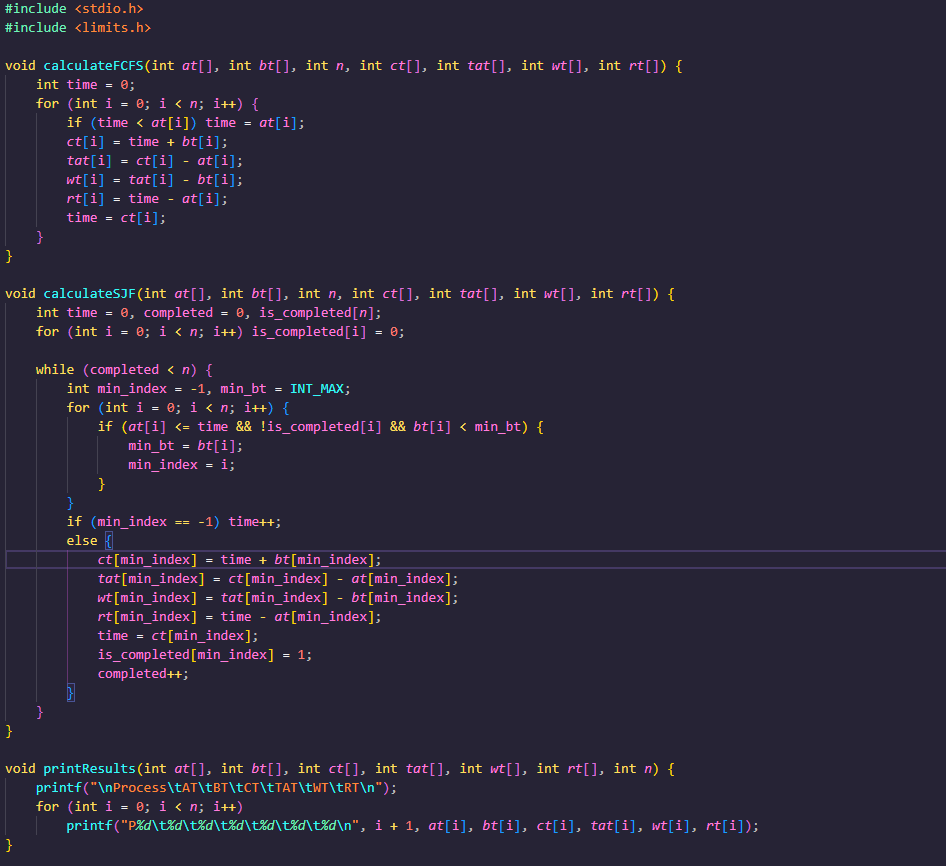 #include <stdio.h>
#include <limits.h>

void calculateFCFS(int at[], int bt[], int n, int ct[], int tat[], int wt[], int rt[]) {
    int time = 0;
    for (int i = 0; i < n; i++) {
        if (time < at[i]) time = at[i];
        ct[i] = time + bt[i];
        tat[i] = ct[i] - at[i];
        wt[i] = tat[i] - bt[i];
        rt[i] = time - at[i];
        time = ct[i];
    }
}

void calculateSJF(int at[], int bt[], int n, int ct[], int tat[], int wt[], int rt[]) {
    int time = 0, completed = 0, is_completed[n];
    for (int i = 0; i < n; i++) is_completed[i] = 0;

    while (completed < n) {
        int min_index = -1, min_bt = INT_MAX;
        for (int i = 0; i < n; i++) {
            if (at[i] <= time && !is_completed[i] && bt[i] < min_bt) {
                min_bt = bt[i];
                min_index = i;
            }
        }
        if (min_index == -1) time++;
        else {
            ct[min_index] = time + bt[min_index];
            tat[min_index] = ct[min_index] - at[min_index];
            wt[min_index] = tat[min_index] - bt[min_index];
            rt[min_index] = time - at[min_index];
            time = ct[min_index];
            is_completed[min_index] = 1;
            completed++;
        }
    }
}

void printResults(int at[], int bt[], int ct[], int tat[], int wt[], int rt[], int n) {
    printf("\nProcess\tAT\tBT\tCT\tTAT\tWT\tRT\n");
    for (int i = 0; i < n; i++)
        printf("P%d\t%d\t%d\t%d\t%d\t%d\t%d\n", i + 1, at[i], bt[i], ct[i], tat[i], wt[i], rt[i]);
}